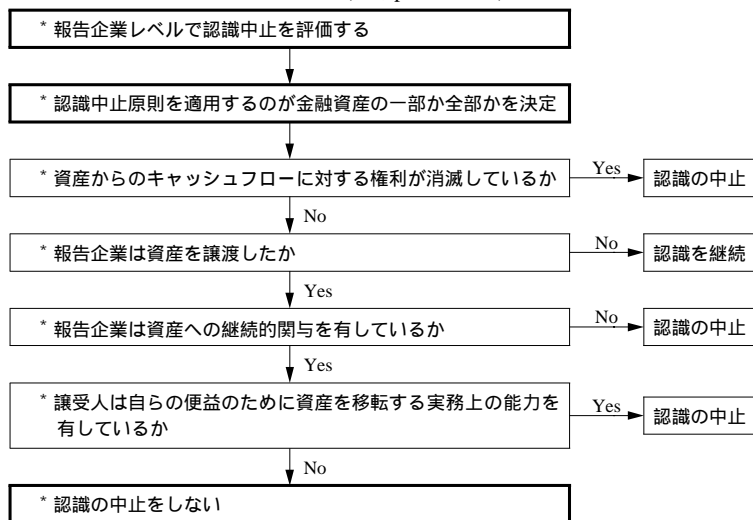 * 報告企業レベルで認識中止を評価する
* 認識中止原則を適用するのが金融資産の一部か全部かを決定
* 資産からのキャッシュフローに対する権利が消滅しているか
Yes
認識の中止
No
* 報告企業は資産を譲渡したか
No
認識を継続
Yes
* 報告企業は資産への継続的関与を有しているか
No
認識の中止
Yes
* 譲受人は自らの便益のために資産を移転する実務上の能力を
有しているか
Yes
認識の中止
No
* 認識の中止をしない